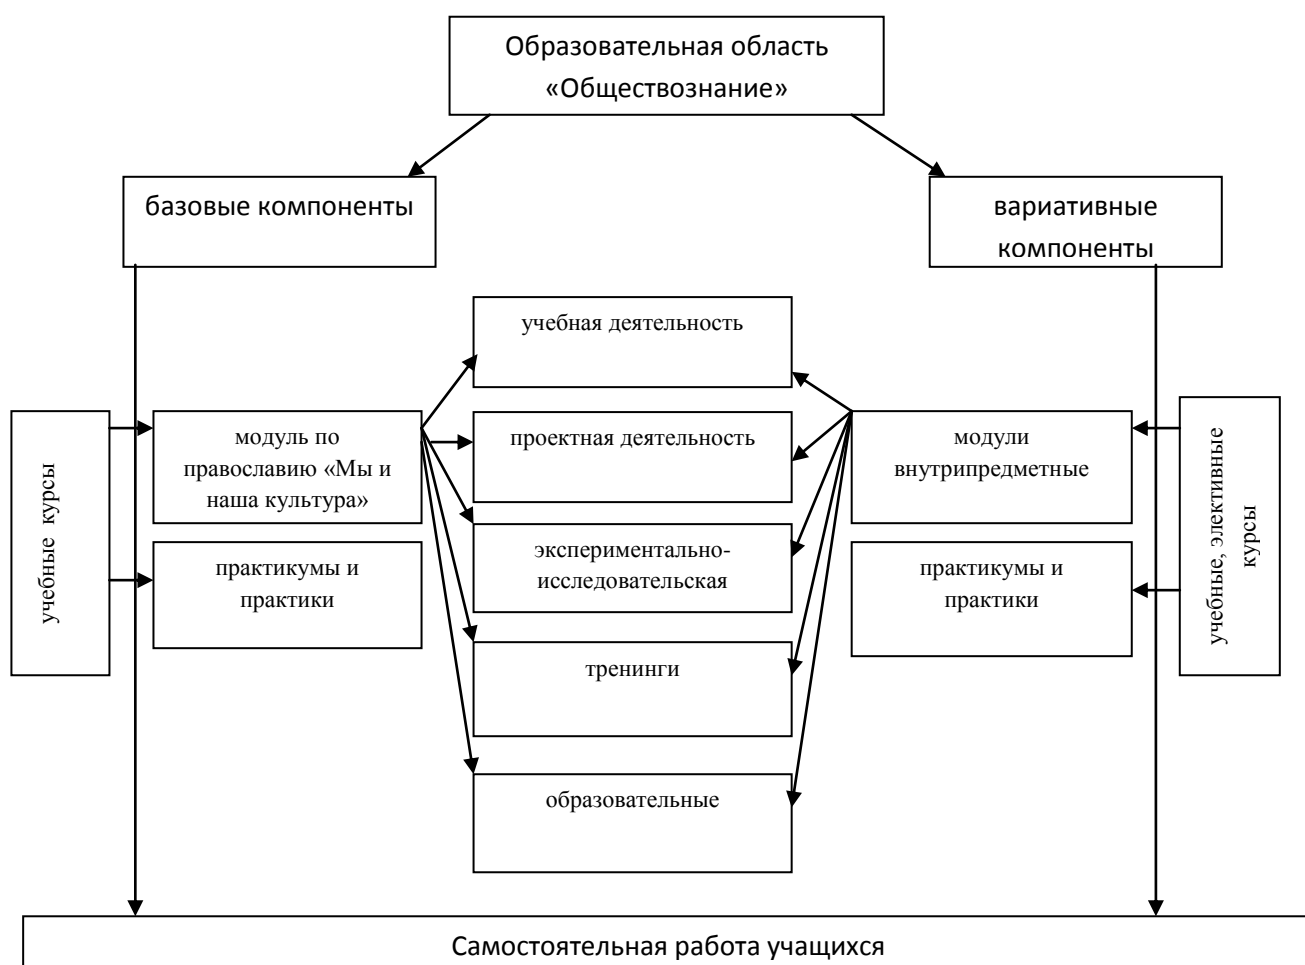 Образовательная область
«Обществознание»
базовые компоненты
вариативные
компоненты
учебная деятельность
учебные курсы
модуль по
православию «Мы и
наша культура»
проектная деятельность
модули
внутрипредметные
учебные, элективные
курсы
экспериментально-
исследовательская
практикумы и
практики
практикумы и
практики
тренинги
образовательные
Самостоятельная работа учащихся